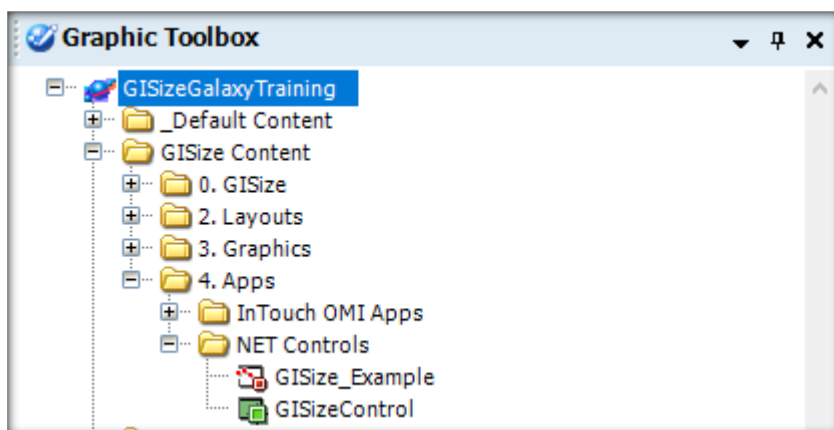 Graphic Toolbox
GISizeGalaxyTraining
_Default Content
GISize Content
0. GISize
2. Layouts
3. Graphics
4. Apps
InTouch OMI Apps
NET Controls
GISize_Example
GISizeControl